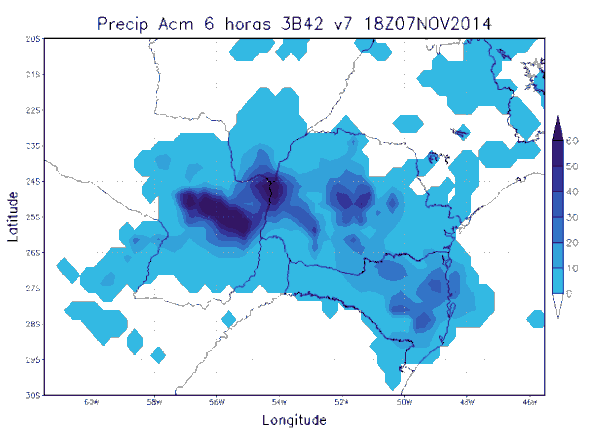 Precip Acm 6 horas 3B42 v7 18Z07NOV2014
20S
21S
22S
23S
24S
25S
26S
27S
28S
29S
30S
Latitude
60W
58W
56W
54W
52W
50W
48W
46W
Longitude
60
50
40
30
20
10
0